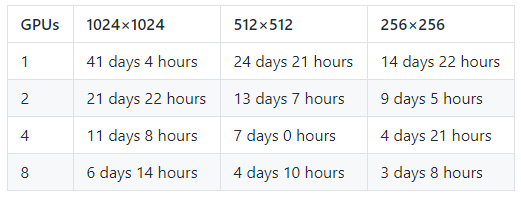 GPUs 1024×1024 512×512 256×256
1 41 days 4 hours 24 days 21 hours 14 days 22 hours
2 21 days 22 hours 13 days 7 hours 9 days 5 hours
4 11 days 8 hours 7 days 0 hours 4 days 21 hours
8 6 days 14 hours 4 days 10 hours 3 days 8 hours